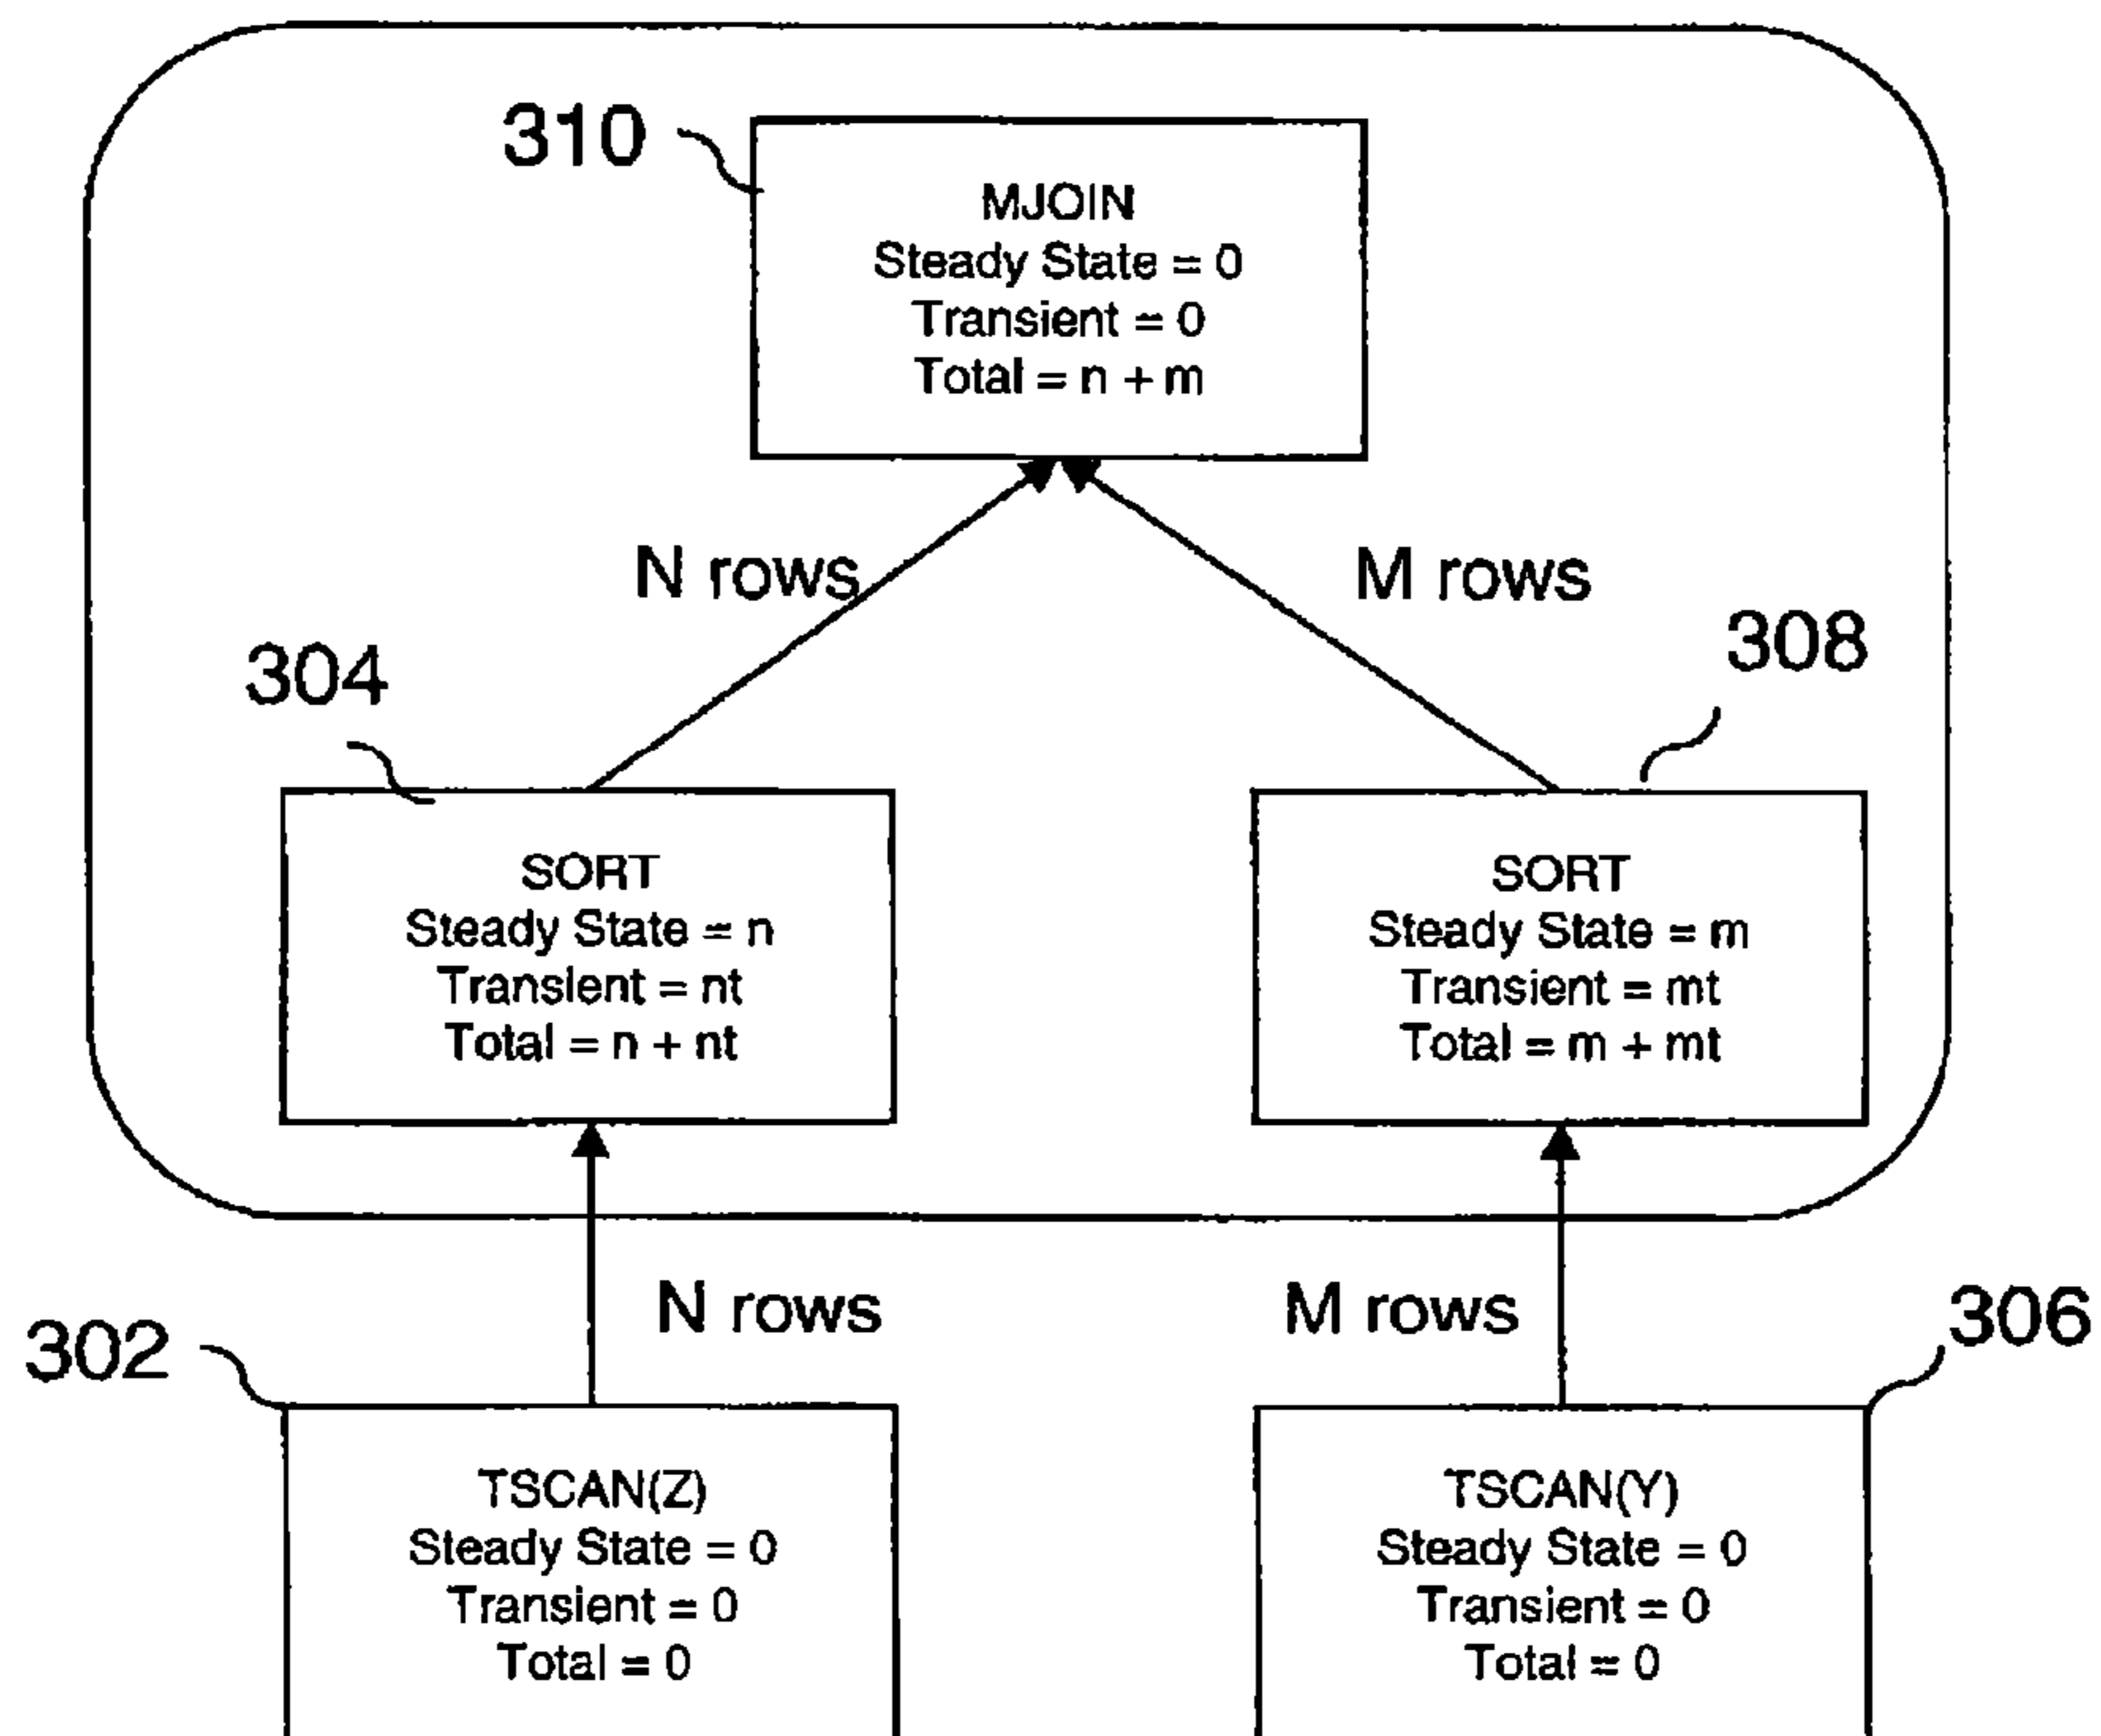 310
MJOIN
Steady State = 0
Transient = 0
Total = n + m
N rows
M rows
304
308
SORT
Steady State = n
Transient = nt
Total = n + nt
SORT
Steady State = m
Transient = mt
Total = m + mt
N rows
M rows
302
306
TSCAN(Z)
Steady State = 0
Transient = 0
Total = 0
TSCAN(Y)
Steady State = 0
Transient = 0
Total = 0